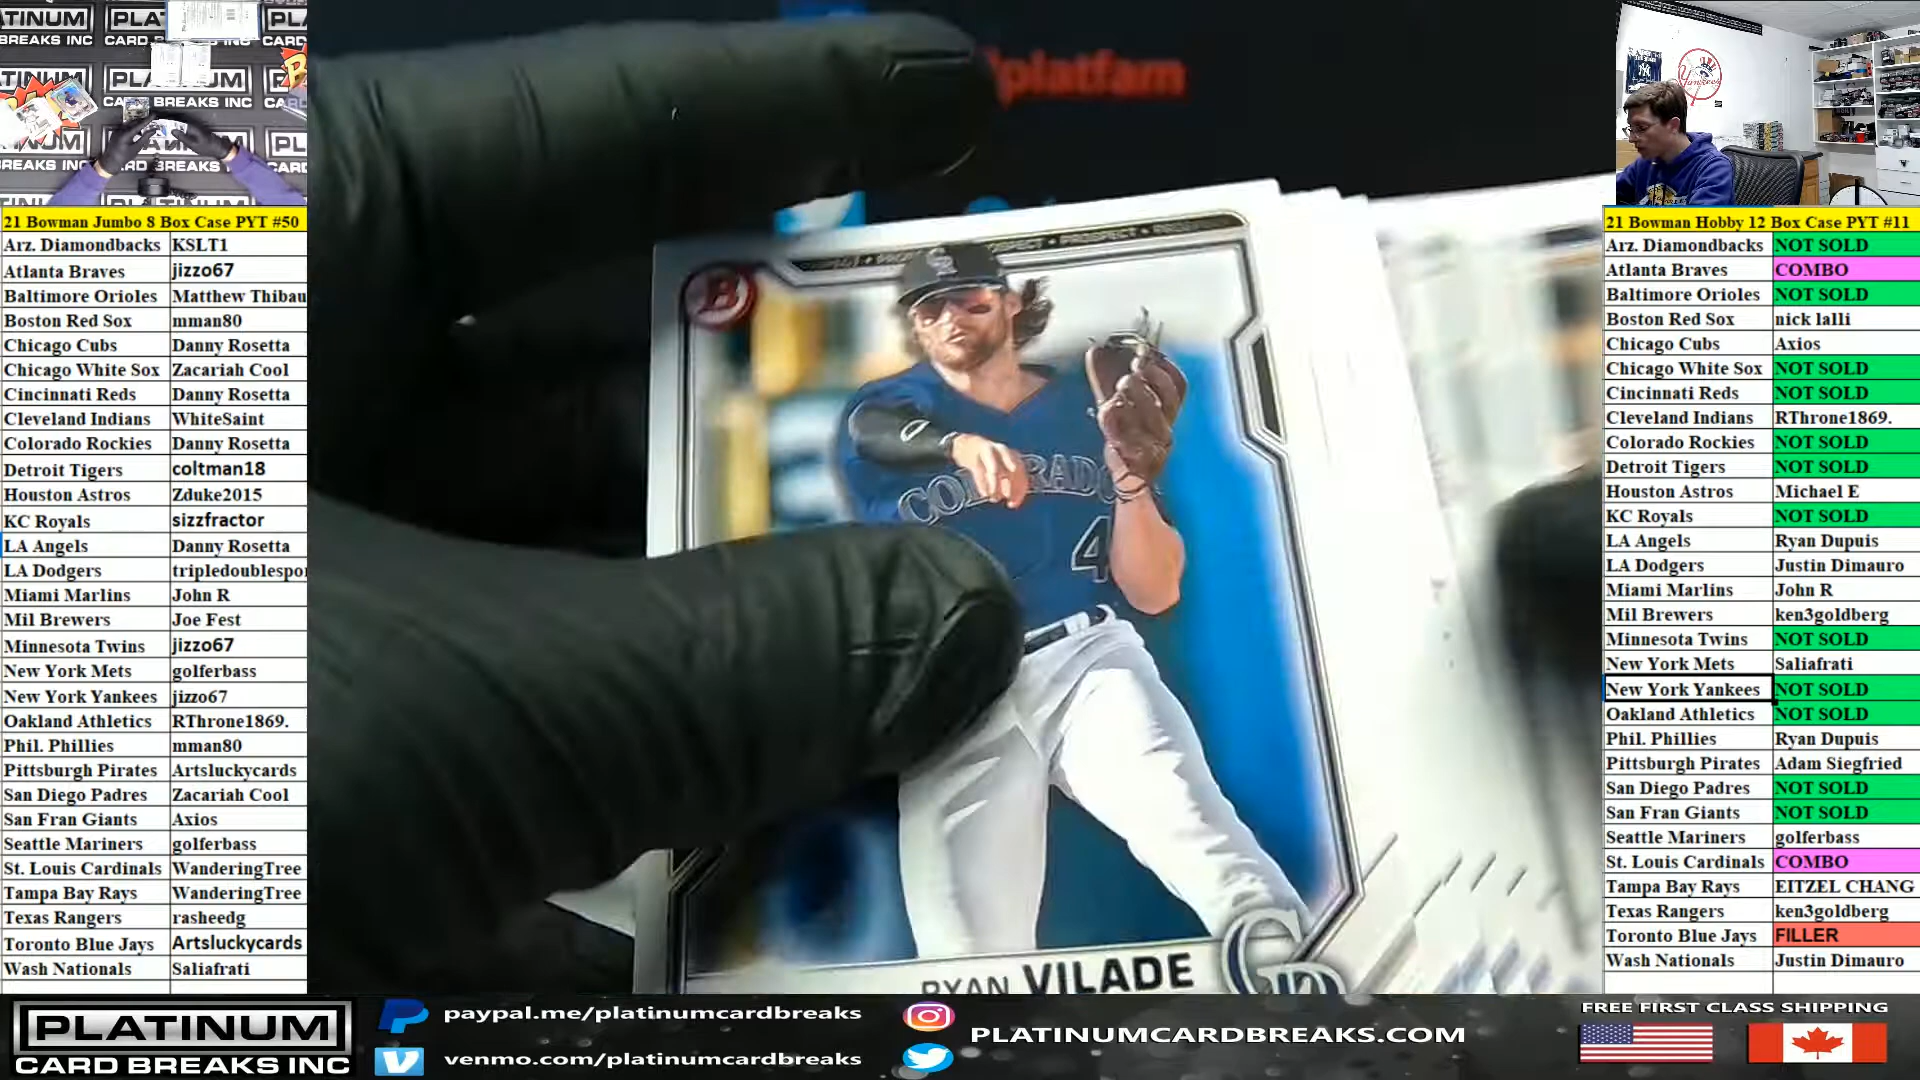 21 Bowman Jumbo 8 Box Case PYT #50
Arz. Diamondbacks KSLT1
Atlanta Braves jizzo67
Baltimore Orioles Matthew Thibau
Boston Red Sox mman80
Chicago Cubs Danny Rosetta
Chicago White Sox Zacariah Cool
Cincinnati Reds Danny Rosetta
Cleveland Indians WhiteSaint
Colorado Rockies Danny Rosetta
Detroit Tigers coltman18
Houston Astros Zduke2015
KC Royals sizzfractor
LA Angels Danny Rosetta
LA Dodgers tripledoublespor
Miami Marlins John R
Mil Brewers Joe Fest
Minnesota Twins jizzo67
New York Mets golferbass
New York Yankees jizzo67
Oakland Athletics RThrone1869.
Phil. Phillies mman80
Pittsburgh Pirates Artsluckycards
San Diego Padres Zacariah Cool
San Fran Giants Axios
Seattle Mariners golferbass
St. Louis Cardinals WanderingTree
Tampa Bay Rays WanderingTree
Texas Rangers rasheedg
Toronto Blue Jays Artsluckycards
Wash Nationals Saliafrati
platfam
PROSPECT
B
CR
COLORADO
4
RYAN VILADE
21 Bowman Hobby 12 Box Case PYT #11
Arz. Diamondbacks NOT SOLD
Atlanta Braves COMBO
Baltimore Orioles NOT SOLD
Boston Red Sox nick lalli
Chicago Cubs Axios
Chicago White Sox NOT SOLD
Cincinnati Reds NOT SOLD
Cleveland Indians RThrone1869.
Colorado Rockies NOT SOLD
Detroit Tigers NOT SOLD
Houston Astros Michael E
KC Royals NOT SOLD
LA Angels Ryan Dupuis
LA Dodgers Justin Dimauro
Miami Marlins John R
Mil Brewers ken3goldberg
Minnesota Twins NOT SOLD
New York Mets Saliafrati
New York Yankees NOT SOLD
Oakland Athletics NOT SOLD
Phil. Phillies Ryan Dupuis
Pittsburgh Pirates Adam Siegfried
San Diego Padres NOT SOLD
San Fran Giants NOT SOLD
Seattle Mariners golferbass
St. Louis Cardinals COMBO
Tampa Bay Rays EITZEL CHANG
Texas Rangers ken3goldberg
Toronto Blue Jays FILLER
Wash Nationals Justin Dimauro
PLATINUM
CARD BREAKS INC
paypal.me/platinumcardbreaks
venmo.com/platinumcardbreaks
PLATINUMCARDBREAKS.COM
FREE FIRST CLASS SHIPPING